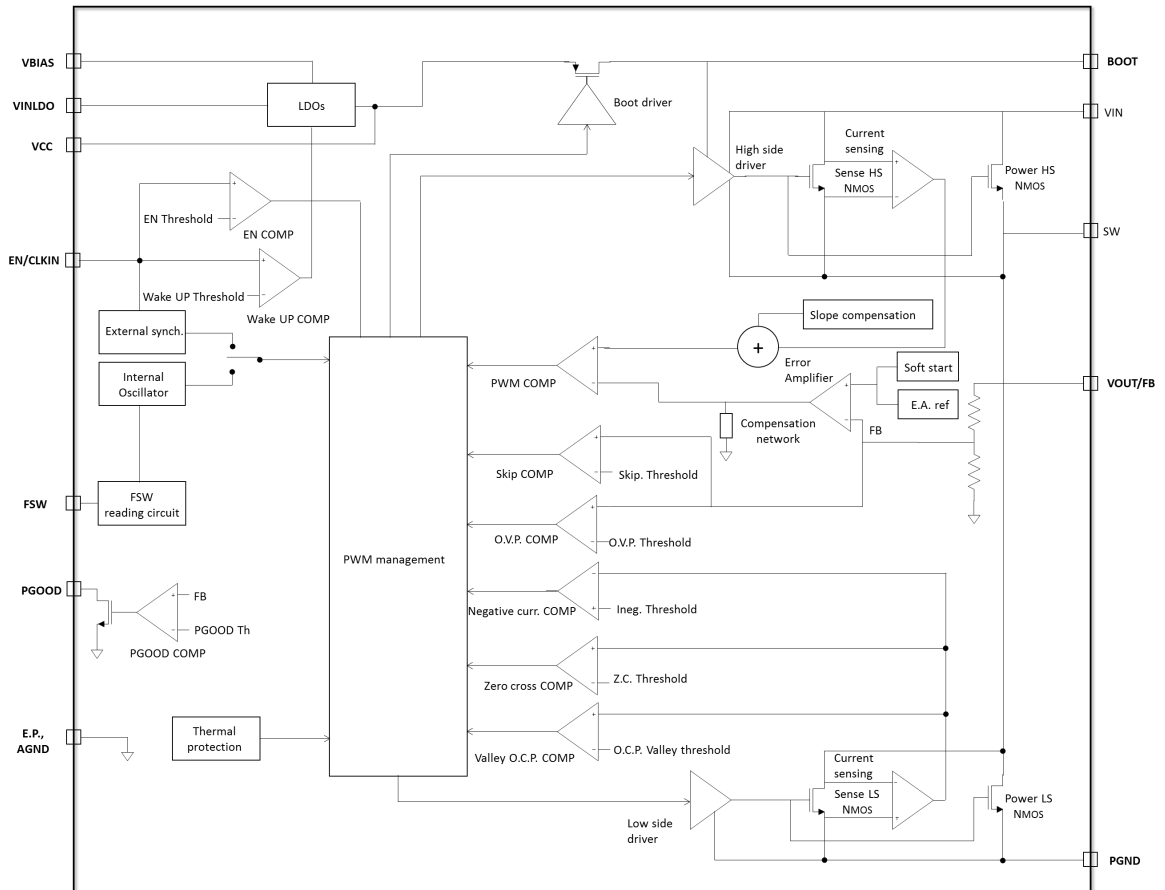 VBIAS
BOOT
VINLDO
LDOs
Boot driver
VIN
VCC
High side
driver
Current
sensing
Sense HS
NMOS
Power HS
NMOS
EN Threshold
EN COMP
SW
EN/CLKIN
Wake UP Threshold
Wake UP COMP
External synch.
Slope compensation
+
Internal
Oscillator
PWM COMP
Error
Amplifier
Soft start
E.A. ref
VOUT/FB
Compensation
network
FB
Skip COMP
Skip. Threshold
FSW
FSW
reading circuit
O.V.P. COMP
O.V.P. Threshold
PWM management
PGOOD
FB
PGOOD Th
PGOOD COMP
Negative curr. COMP
Ineg. Threshold
Zero cross COMP
Z.C. Threshold
E.P.,
AGND
Thermal
protection
Valley O.C.P. COMP
O.C.P. Valley threshold
Current
sensing
Sense LS
NMOS
Power LS
NMOS
Low side
driver
PGND